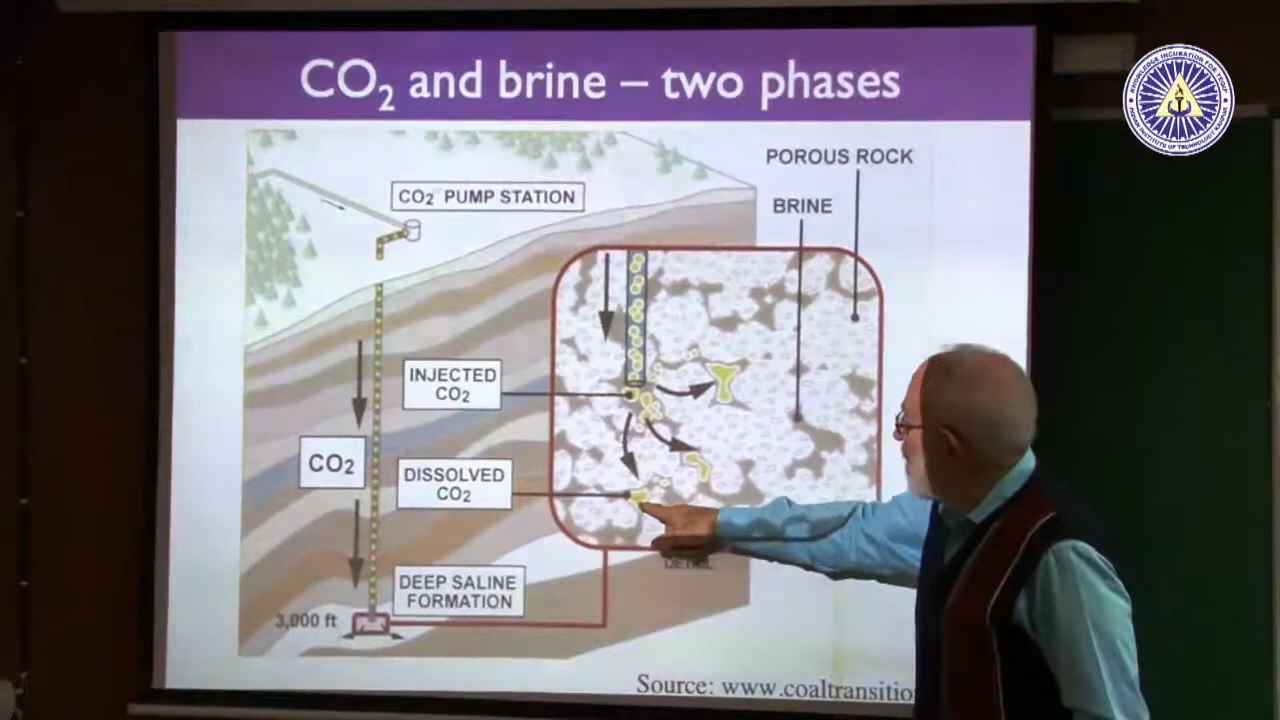 CO₂ and brine – two phases
CO₂ PUMP STATION
POROUS ROCK
BRINE
INJECTED
CO₂
CO₂
DISSOLVED
CO₂
DEEP SALINE
FORMATION
3,000 ft
Source: www.coaltransitio